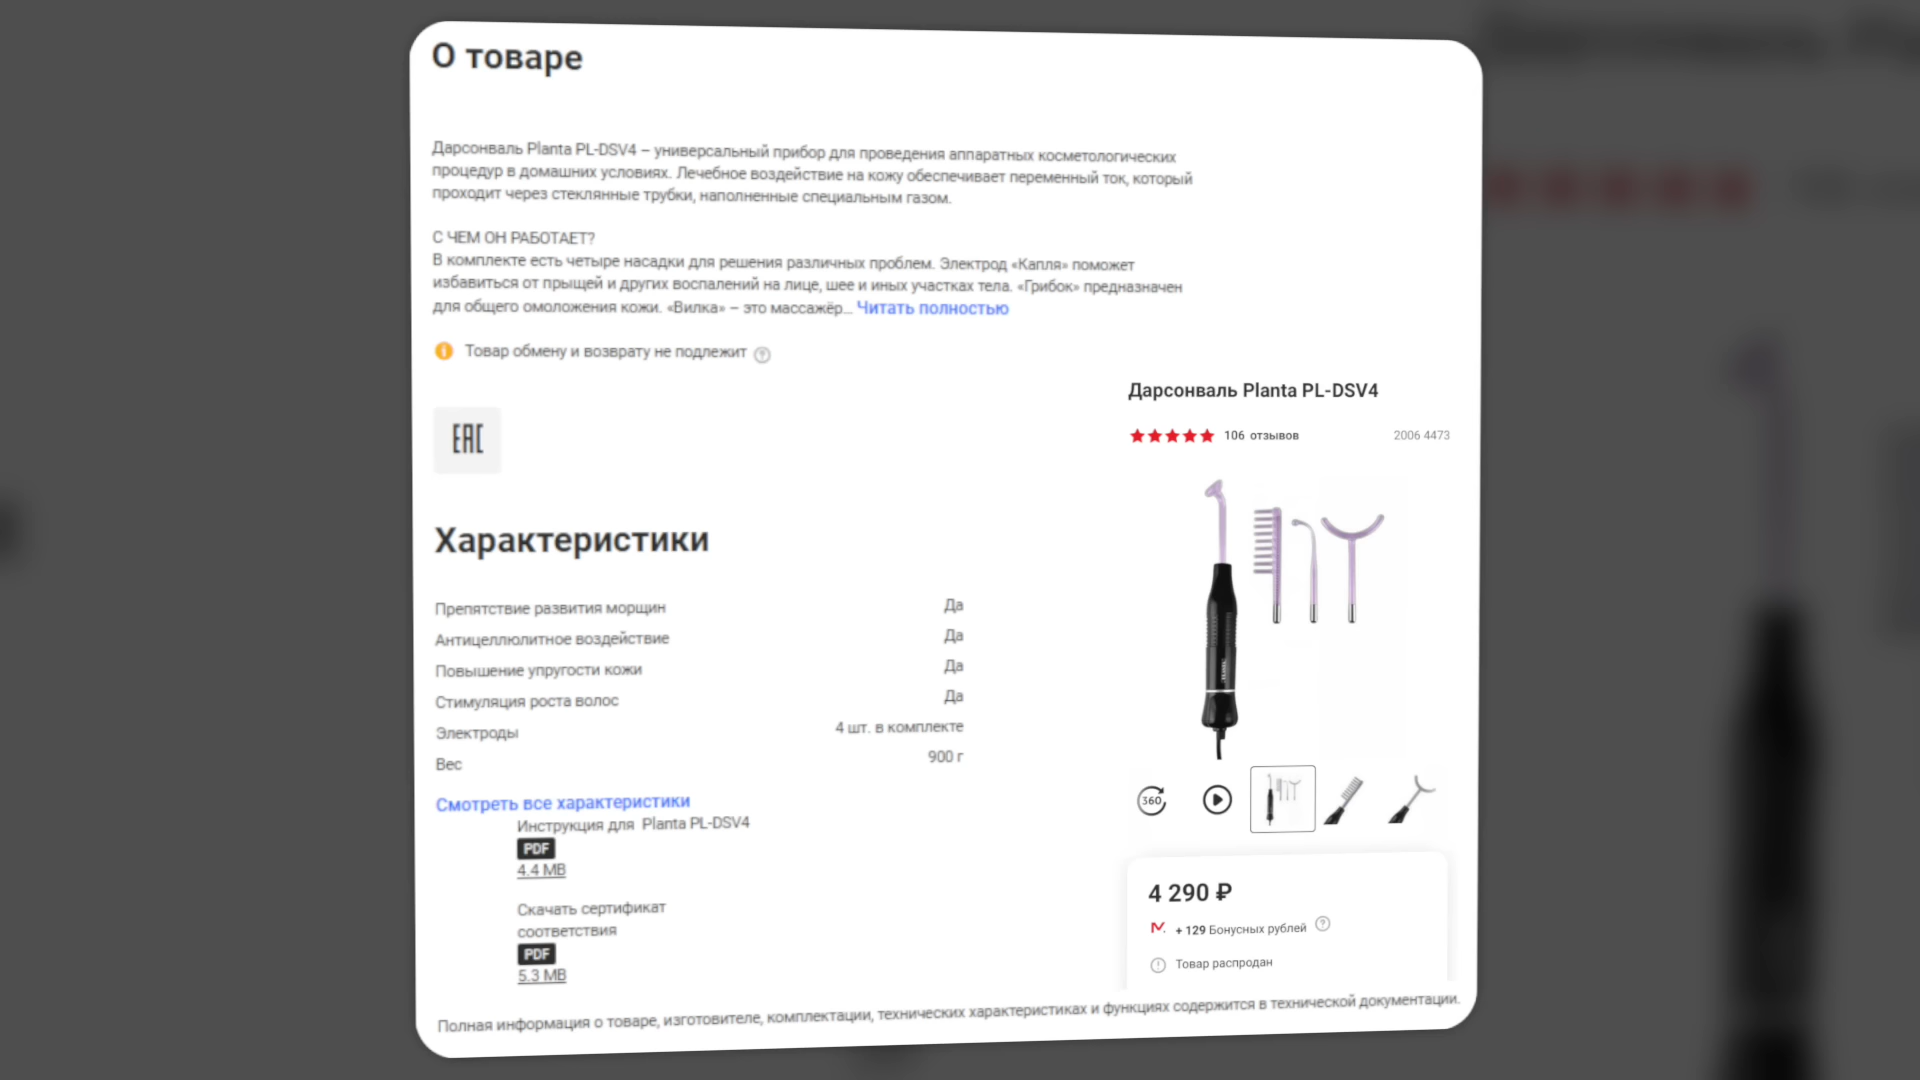 О товаре
Дарсонваль Planta PL-DSV4 – универсальный прибор для проведения аппаратных косметологических
процедур в домашних условиях. Лечебное воздействие на кожу обеспечивает переменный ток, который
проходит через стеклянные трубки, наполненные специальным газом.
С ЧЕМ ОН РАБОТАЕТ?
В комплекте есть четыре насадки для решения различных проблем. Электрод «Капля» поможет
избавиться от прыщей и других воспалений на лице, шее и иных участках тела. «Грибок» предназначен
для общего омоложения кожи. «Вилка» – это массажёр... Читать полностью
Товар обмену и возврату не подлежит ?
EAC
Характеристики
Препятствие развития морщин Да
Антицеллюлитное воздействие Да
Повышение упругости кожи Да
Стимуляция роста волос Да
Электроды 4 шт. в комплекте
Вес 900 г
Смотреть все характеристики
Инструкция для Planta PL-DSV4
PDF
4.4 MB
Скачать сертификат
соответствия
PDF
5.3 MB
Дарсонваль Planta PL-DSV4
106 отзывов 2006 4473
360
4 290 ₽
М. + 129 Бонусных рублей ?
Товар распродан
Полная информация о товаре, изготовителе, комплектации, технических характеристиках и функциях содержится в технической документации.